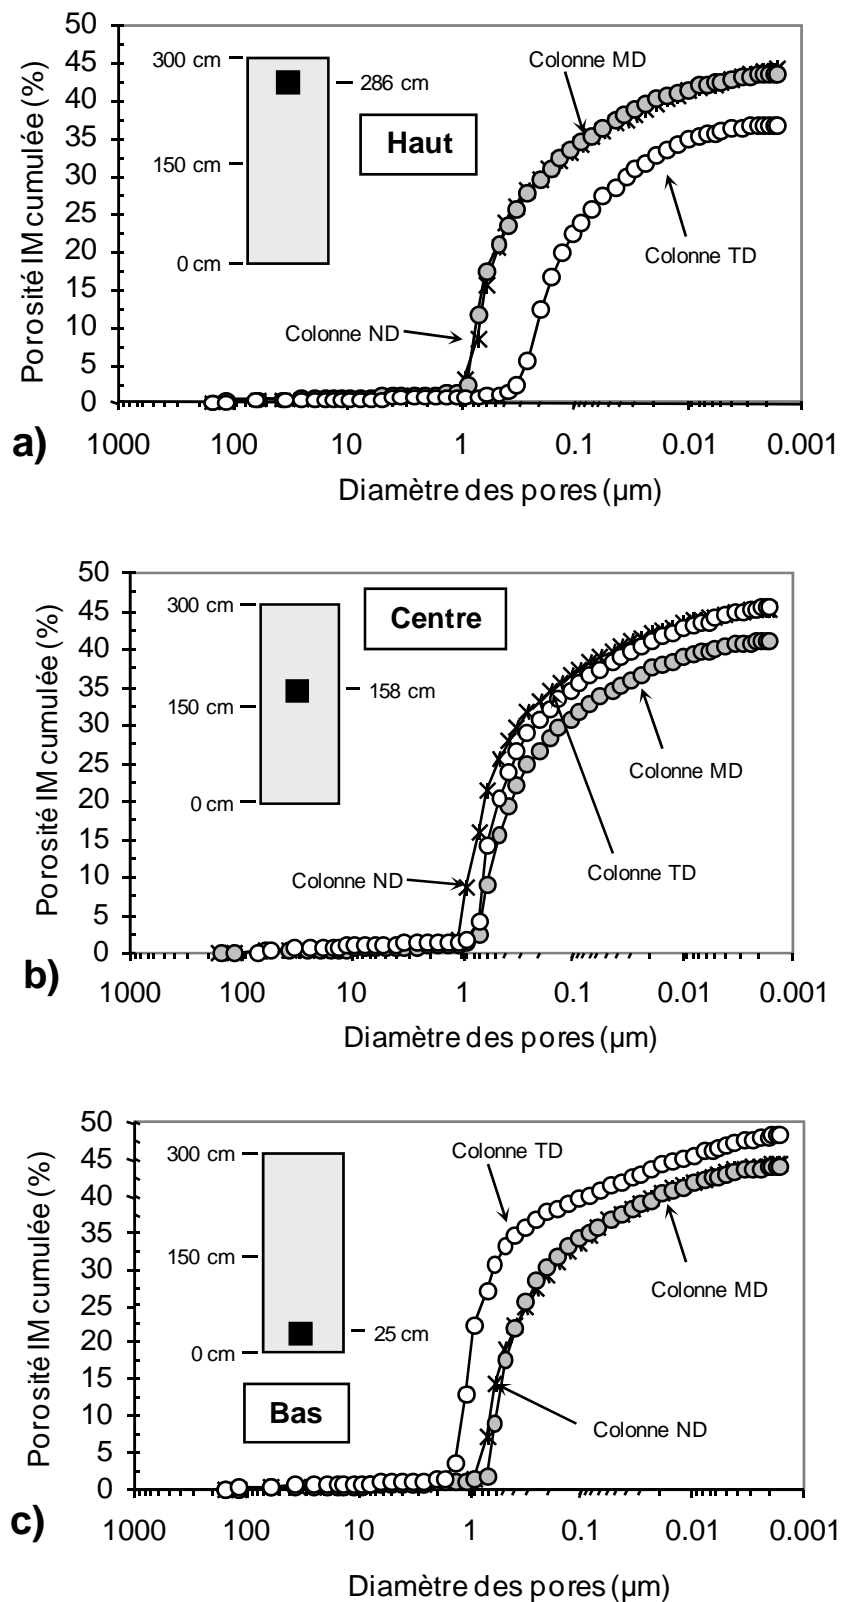 50
45
40
35
30
25
20
15
10
5
0
Porosité IM cumulée (%)
300 cm
286 cm
150 cm
0 cm
Haut
Colonne MD
Colonne TD
Colonne ND
1000
100
10
1
0.1
0.01
0.001
a)
Diamètre des pores (µm)
50
45
40
35
30
25
20
15
10
5
0
Porosité IM cumulée (%)
300 cm
158 cm
150 cm
0 cm
Centre
Colonne MD
Colonne TD
Colonne ND
b)
1000
100
10
1
0.1
0.01
0.001
Diamètre des pores (µm)
50
45
40
35
30
25
20
15
10
5
0
Porosité IM cumulée (%)
Colonne TD
300 cm
150 cm
25 cm
0 cm
Colonne MD
Bas
Colonne ND
c)
1000
100
10
1
0.1
0.01
0.001
Diamètre des pores (µm)